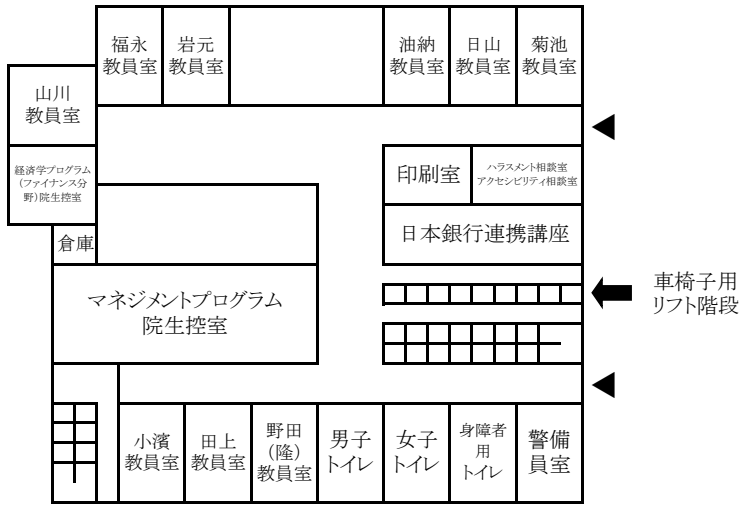 福永
教員室
岩元
教員室
油納
教員室
日山
教員室
菊池
教員室
山川
教員室
経済学プログラム
(ファイナンス分
野)院生控室
印刷室
ハラスメント相談室
アクセシビリティ相談室
倉庫
日本銀行連携講座
マネジメントプログラム
院生控室
車椅子用
リフト階段
小濱
教員室
田上
教員室
野田
(隆)
教員室
男子
トイレ
女子
トイレ
身障者
用
トイレ
警備
員室